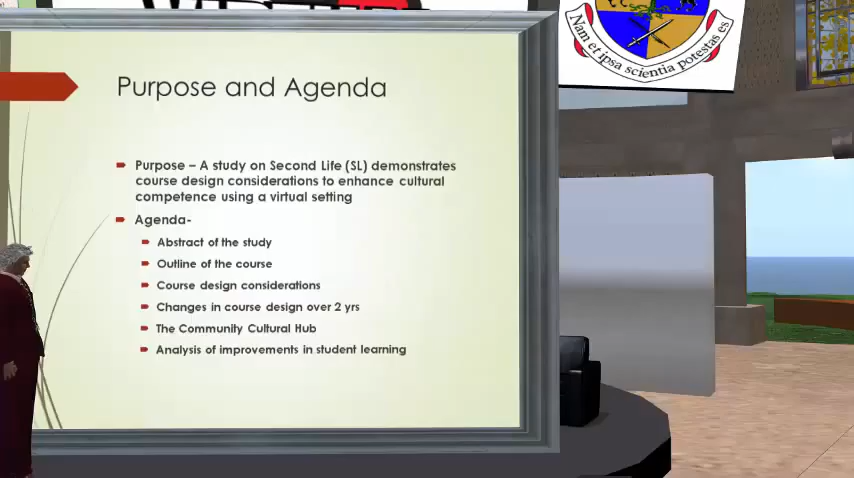 Nam et ipsa scientia potestas es
Purpose and Agenda
Purpose – A study on Second Life (SL) demonstrates
course design considerations to enhance cultural
competence using a virtual setting
Agenda-
Abstract of the study
Outline of the course
Course design considerations
Changes in course design over 2 yrs
The Community Cultural Hub
Analysis of improvements in student learning